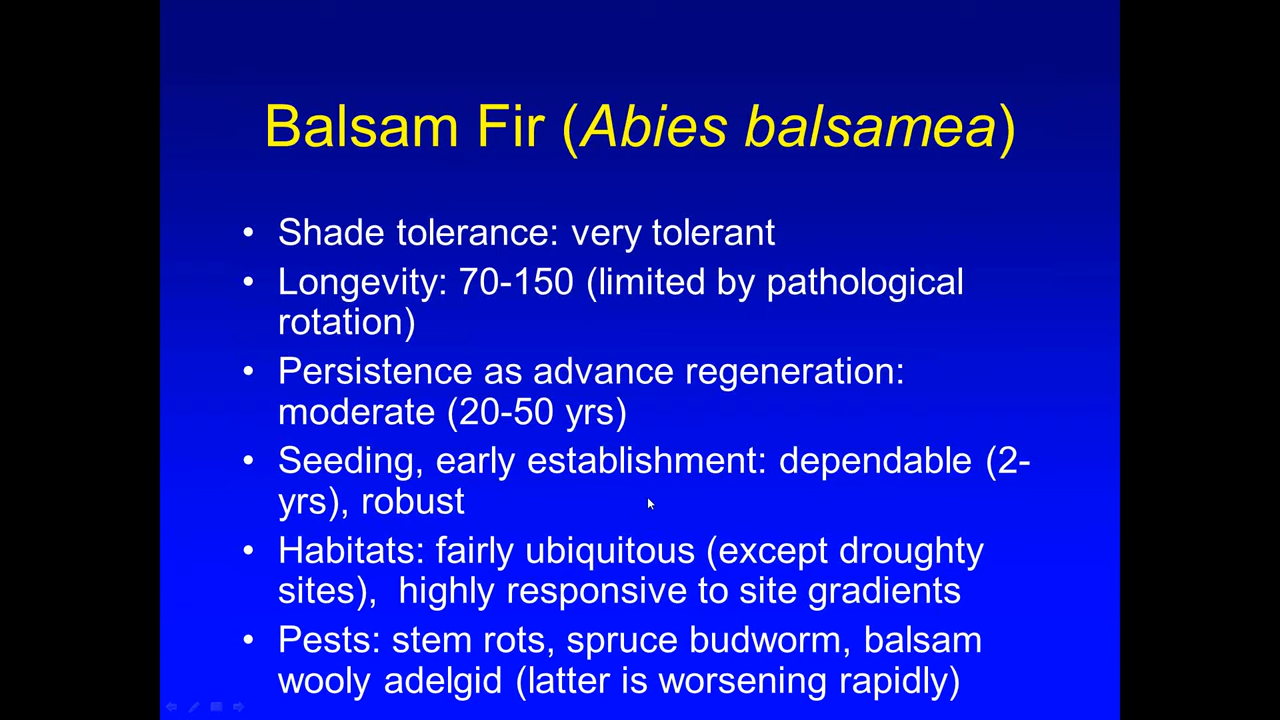 Balsam Fir (Abies balsamea)
• Shade tolerance: very tolerant
• Longevity: 70-150 (limited by pathological
rotation)
• Persistence as advance regeneration:
moderate (20-50 yrs)
• Seeding, early establishment: dependable (2-
yrs), robust
• Habitats: fairly ubiquitous (except droughty
sites),  highly responsive to site gradients
• Pests: stem rots, spruce budworm, balsam
wooly adelgid (latter is worsening rapidly)